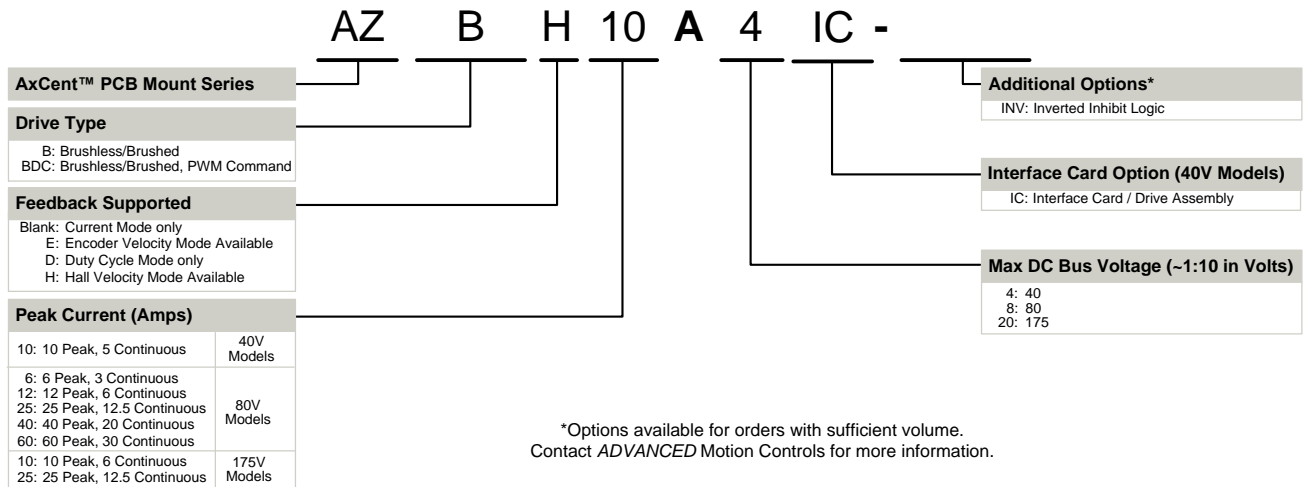 AZ B H 10 A 4 IC -
AxCent™ PCB Mount Series
Drive Type
B: Brushless/Brushed
BDC: Brushless/Brushed, PWM Command
Feedback Supported
Blank: Current Mode only
E: Encoder Velocity Mode Available
D: Duty Cycle Mode only
H: Hall Velocity Mode Available
Peak Current (Amps)
10: 10 Peak, 5 Continuous
40V
Models
6: 6 Peak, 3 Continuous
12: 12 Peak, 6 Continuous
25: 25 Peak, 12.5 Continuous
40: 40 Peak, 20 Continuous
60: 60 Peak, 30 Continuous
80V
Models
10: 10 Peak, 6 Continuous
25: 25 Peak, 12.5 Continuous
175V
Models
Additional Options*
INV: Inverted Inhibit Logic
Interface Card Option (40V Models)
IC: Interface Card / Drive Assembly
Max DC Bus Voltage (~1:10 in Volts)
4: 40
8: 80
20: 175
*Options available for orders with sufficient volume.
Contact ADVANCED Motion Controls for more information.